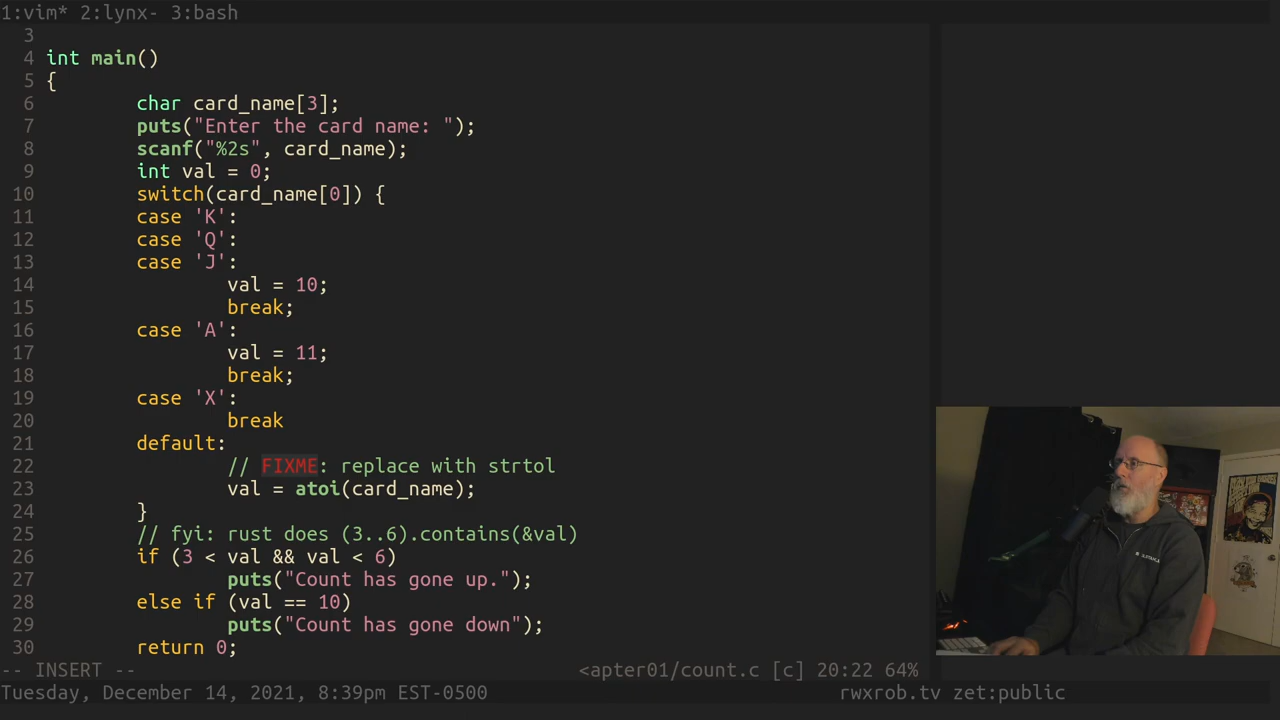 1:vim* 2:lynx- 3:bash
3
4 int main()
5 {
6 char card_name[3];
7 puts("Enter the card name: ");
8 scanf("%2s", card_name);
9 int val = 0;
10 switch(card_name[0]) {
11 case 'K':
12 case 'Q':
13 case 'J':
14 val = 10;
15 break;
16 case 'A':
17 val = 11;
18 break;
19 case 'X':
20 break
21 default:
22 // FIXME: replace with strtol
23 val = atoi(card_name);
24 }
25 // fyi: rust does (3..6).contains(&val)
26 if (3 < val && val < 6)
27 puts("Count has gone up.");
28 else if (val == 10)
29 puts("Count has gone down");
30 return 0;
-- INSERT -- <apter01/count.c [c] 20:22 64%
Tuesday, December 14, 2021, 8:39pm EST-0500 rwxrob.tv zet:public